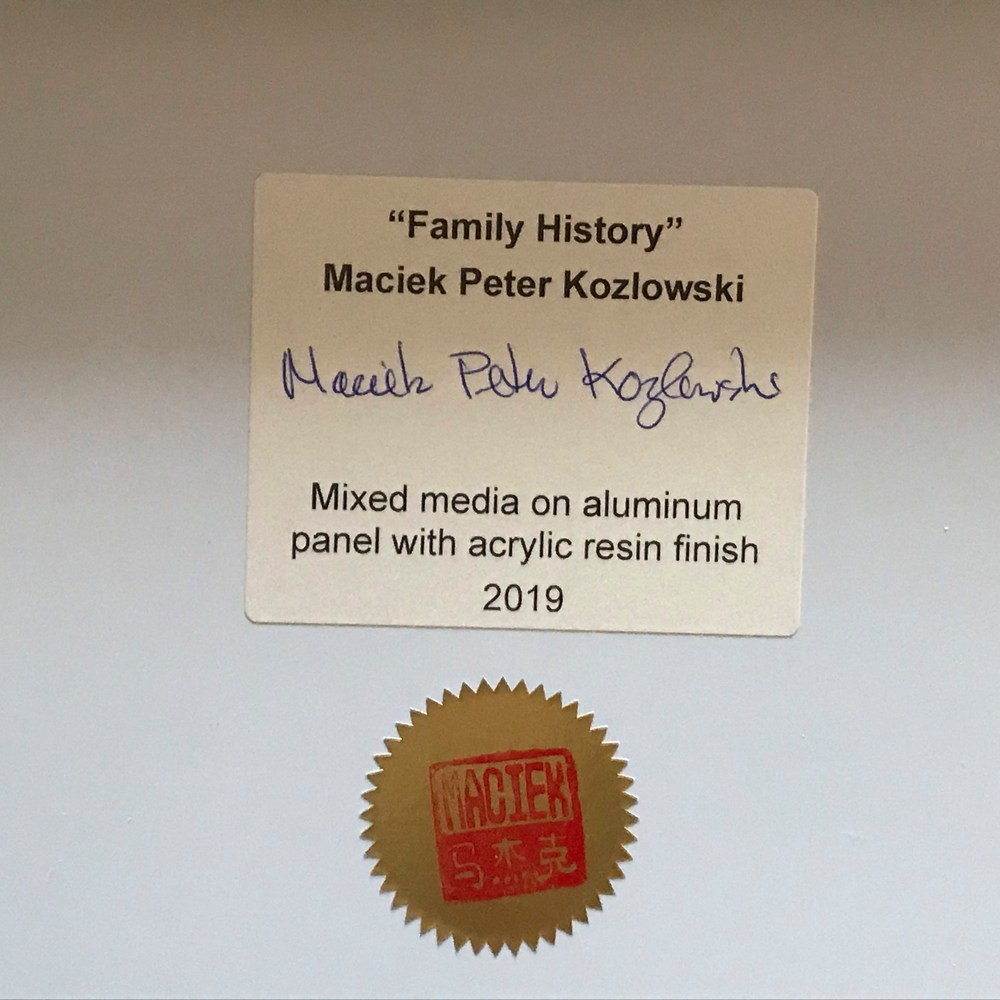 “Family History”
Maciek Peter Kozlowski
Maciek Peter Kozlowski
Mixed media on aluminum
panel with acrylic resin finish
2019
MACIEK
马杰克